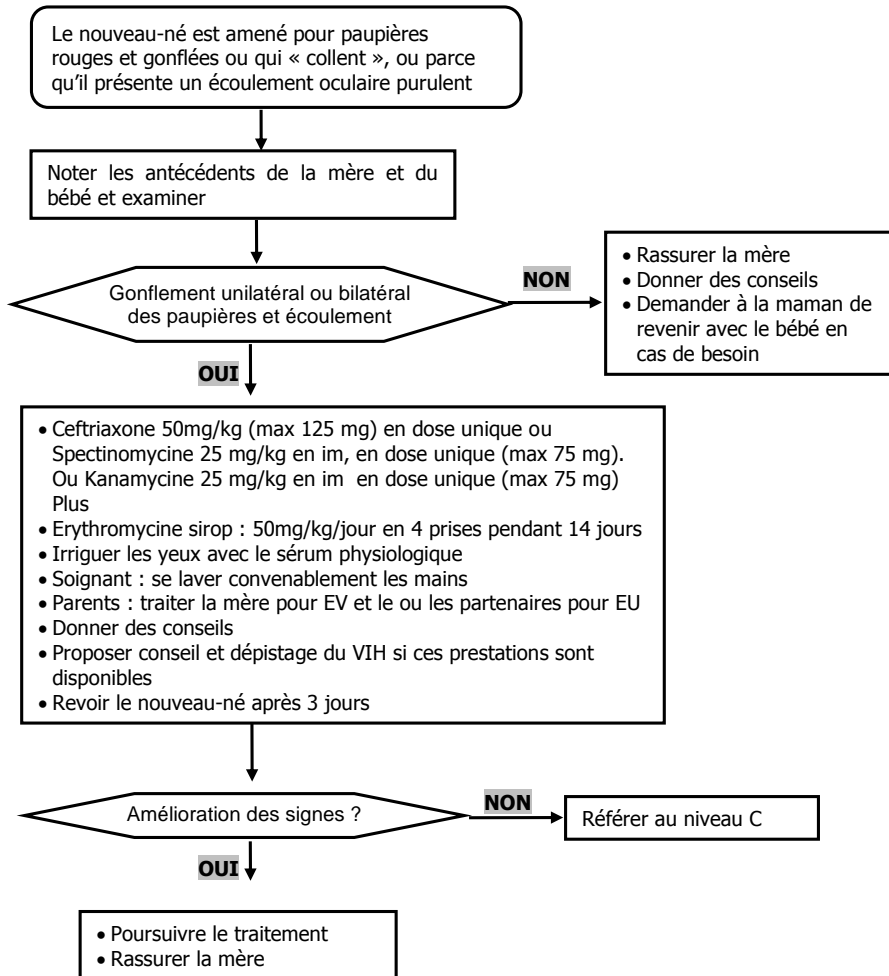 Le nouveau-né est amené pour paupières
rouges et gonflées ou qui « collent », ou parce
qu'il présente un écoulement oculaire purulent
Noter les antécédents de la mère et du
bébé et examiner
Gonflement unilatéral ou bilatéral
des paupières et écoulement
NON
• Rassurer la mère
• Donner des conseils
• Demander à la maman de
revenir avec le bébé en
cas de besoin
OUI
• Ceftriaxone 50mg/kg (max 125 mg) en dose unique ou
Spectinomycine 25 mg/kg en im, en dose unique (max 75 mg).
Ou Kanamycine 25 mg/kg en im en dose unique (max 75 mg)
Plus
• Erythromycine sirop : 50mg/kg/jour en 4 prises pendant 14 jours
• Irriguer les yeux avec le sérum physiologique
• Soignant : se laver convenablement les mains
• Parents : traiter la mère pour EV et le ou les partenaires pour EU
• Donner des conseils
• Proposer conseil et dépistage du VIH si ces prestations sont
disponibles
• Revoir le nouveau-né après 3 jours
Amélioration des signes ?
NON
Référer au niveau C
OUI
• Poursuivre le traitement
• Rassurer la mère